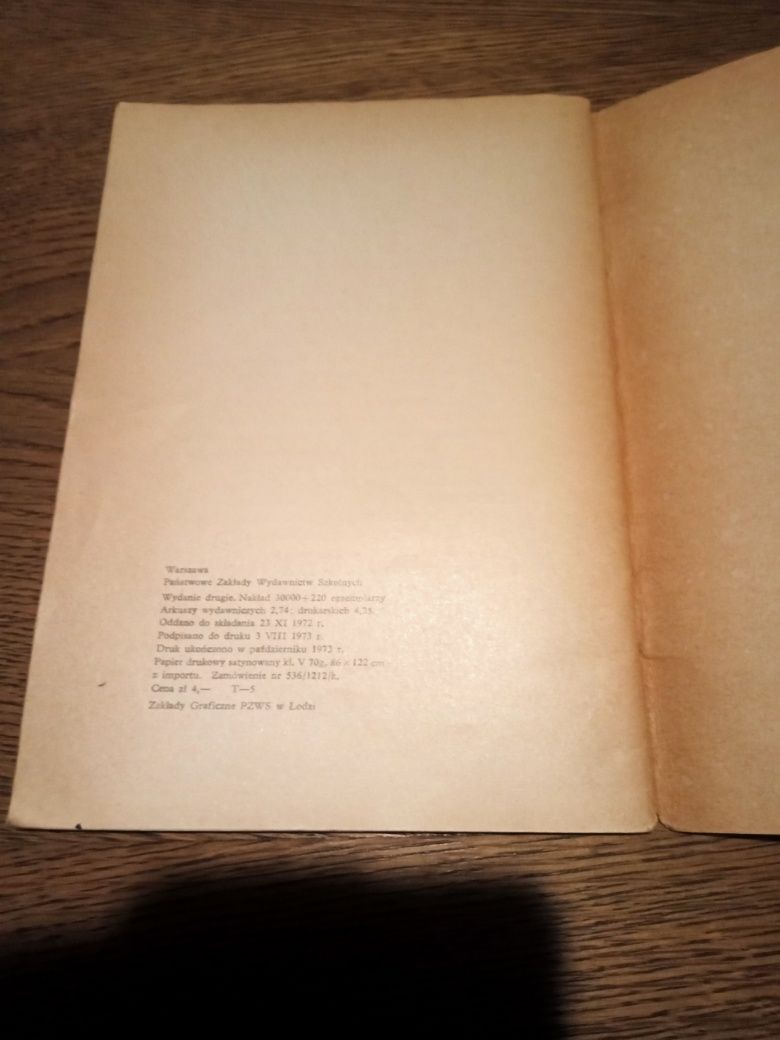 Warszawa
Państwowe Zakłady Wydawnictw Szkolnych
Wydanie drugie. Nakład 30000+220 egzemplarzy
Arkuszy wydawniczych 2,74; drukarskich 4,25.
Oddano do składania 23 XI 1972 r.
Podpisano do druku 3 VIII 1973 r.
Druk ukończono w październiku 1973 r.
Papier drukowy satynowany kl. V 70g, 86 × 122 cm
z importu. Zamówienie nr 536/1212/k.
Cena zł 4,— T—5
Zakłady Graficzne PZWS w Łodzi